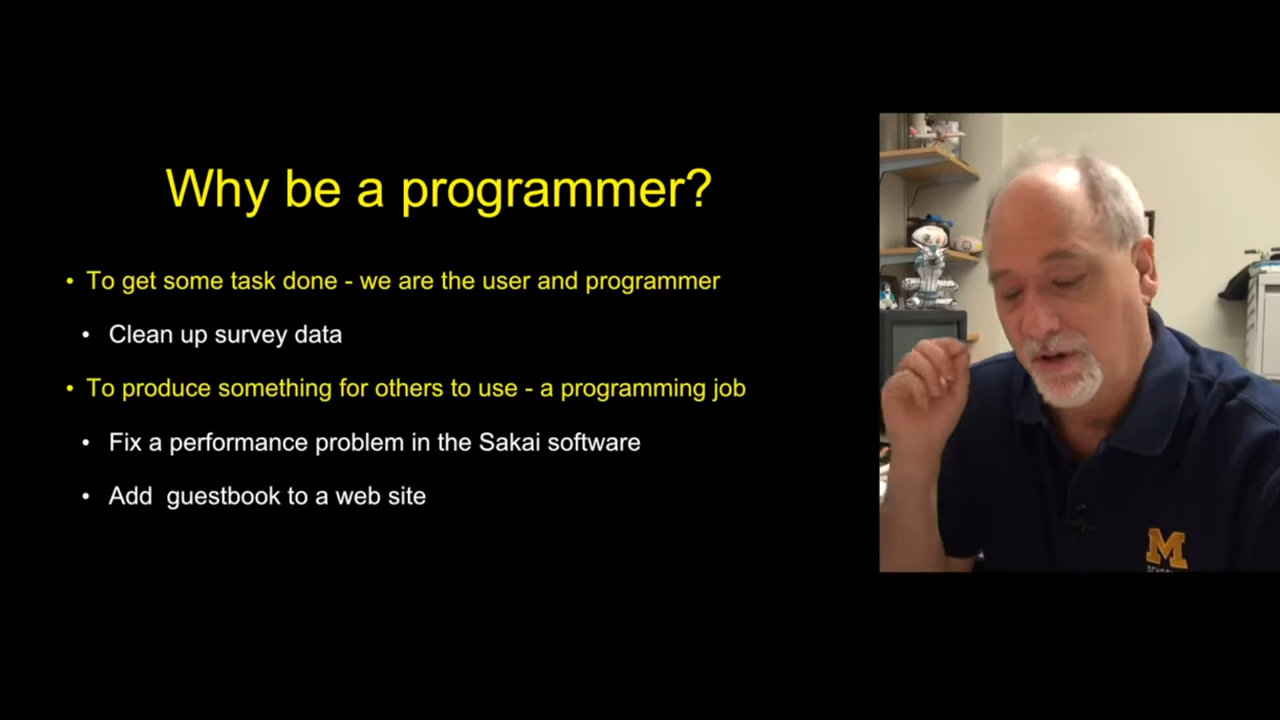 Why be a programmer?
• To get some task done - we are the user and programmer
• Clean up survey data
• To produce something for others to use - a programming job
• Fix a performance problem in the Sakai software
• Add  guestbook to a web site
M